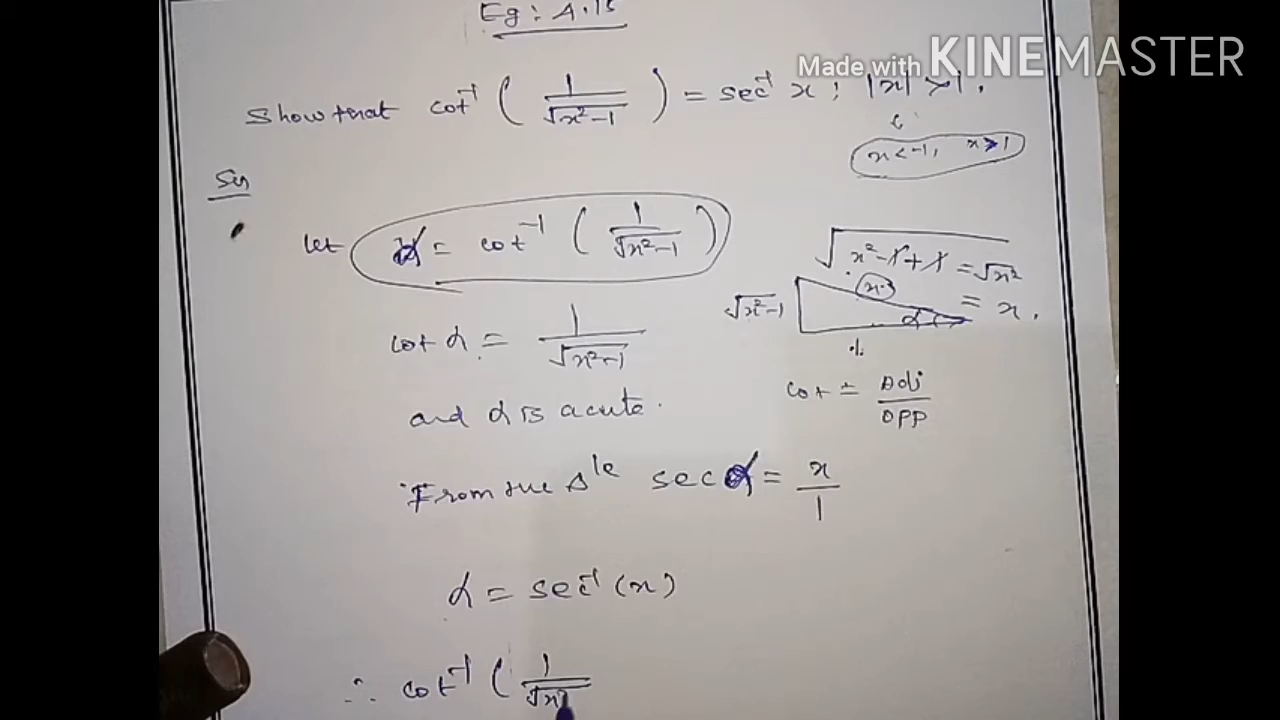 Eg: 4.15
Made with KINEMASTER
Show that cot⁻¹ ( 1/√x²-1 ) = sec⁻¹ x ; |x| > 1.
x < -1, x > 1
Sn
let α = cot⁻¹ ( 1/√x²-1 )
√x²-1+1 = √x²
= x.
√x²-1
α
cot α = 1/√x²-1
cot = Adj/OPP
and α is acute.
From the Δˡᵉ sec α = x/1
α = sec⁻¹ (x)
∴ cot⁻¹ ( 1/√x²